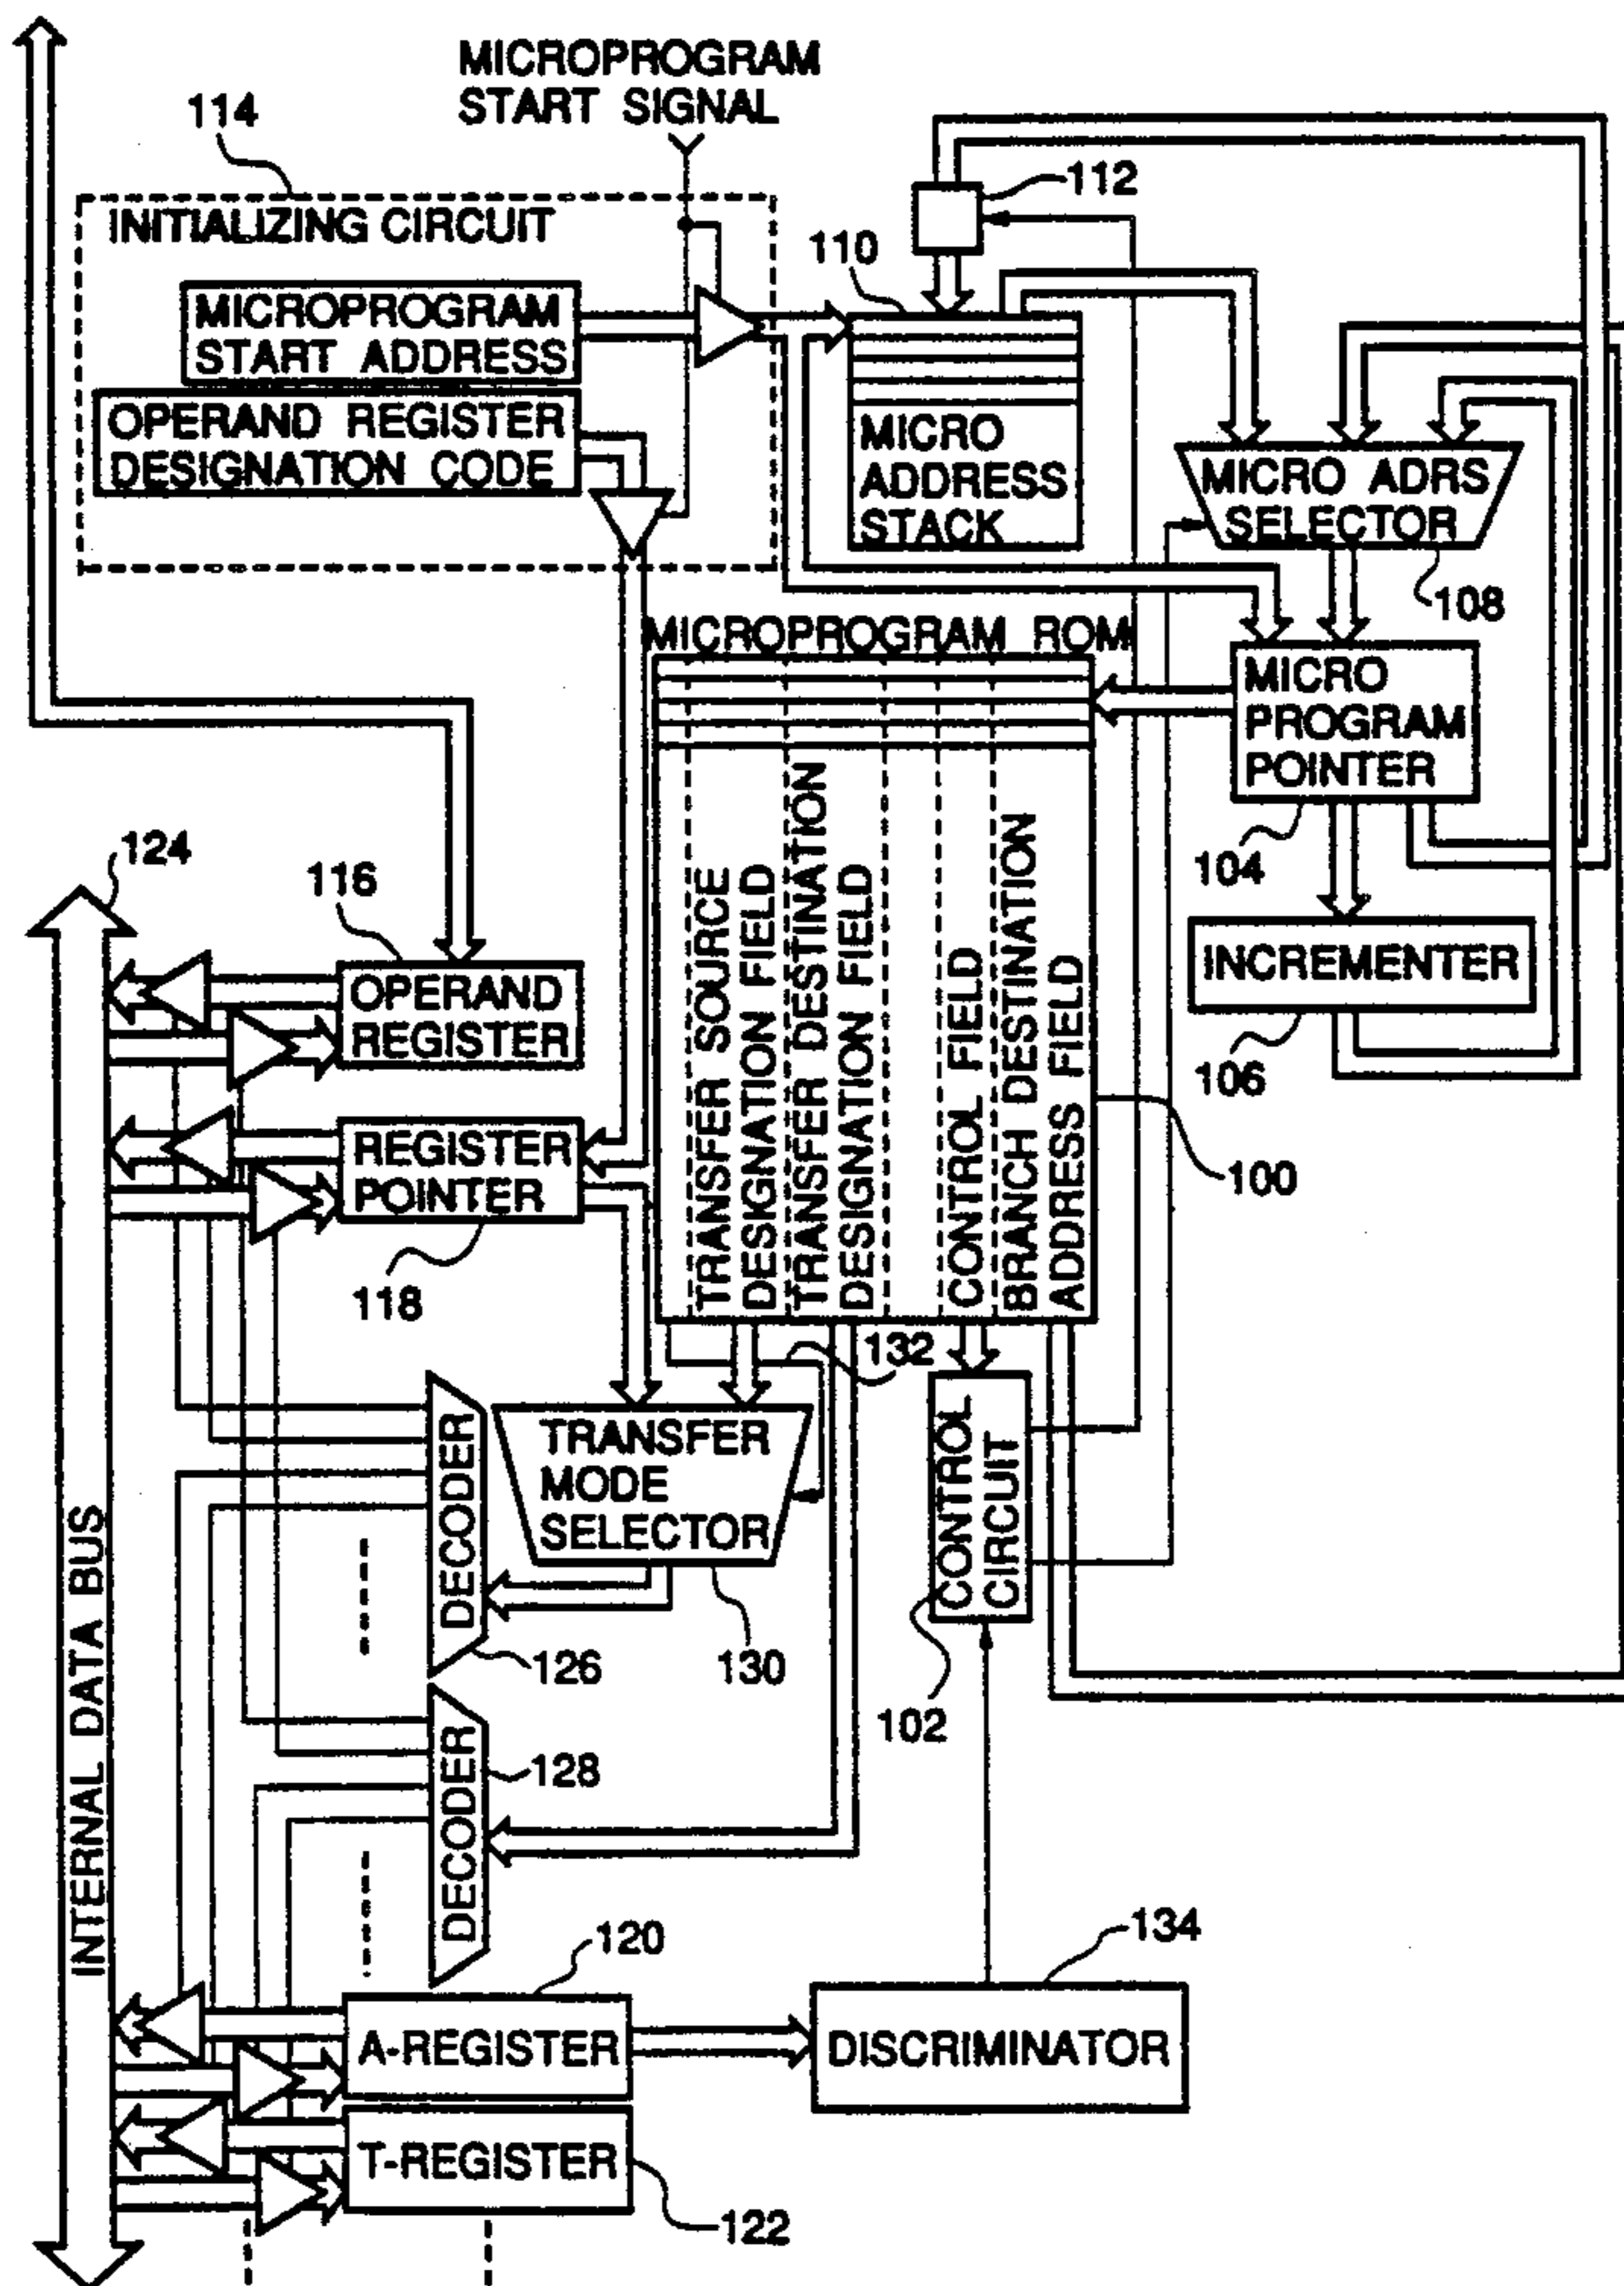 MICROPROGRAM
START SIGNAL
114
INITIALIZING CIRCUIT
112
110
MICROPROGRAM
START ADDRESS
OPERAND REGISTER
DESIGNATION CODE
MICRO
ADDRESS
STACK
MICRO ADRS
SELECTOR
108
MICROPROGRAM ROM
MICRO
PROGRAM
POINTER
104
INCREMENTER
106
124
116
OPERAND
REGISTER
REGISTER
POINTER
118
TRANSFER SOURCE
DESIGNATION FIELD
TRANSFER DESTINATION
DESIGNATION FIELD
CONTROL FIELD
BRANCH DESTINATION
ADDRESS FIELD
100
132
DECODER
TRANSFER
MODE
SELECTOR
CONTROL
CIRCUIT
126
130
102
INTERNAL DATA BUS
DECODER
128
120
134
A-REGISTER
DISCRIMINATOR
T-REGISTER
122